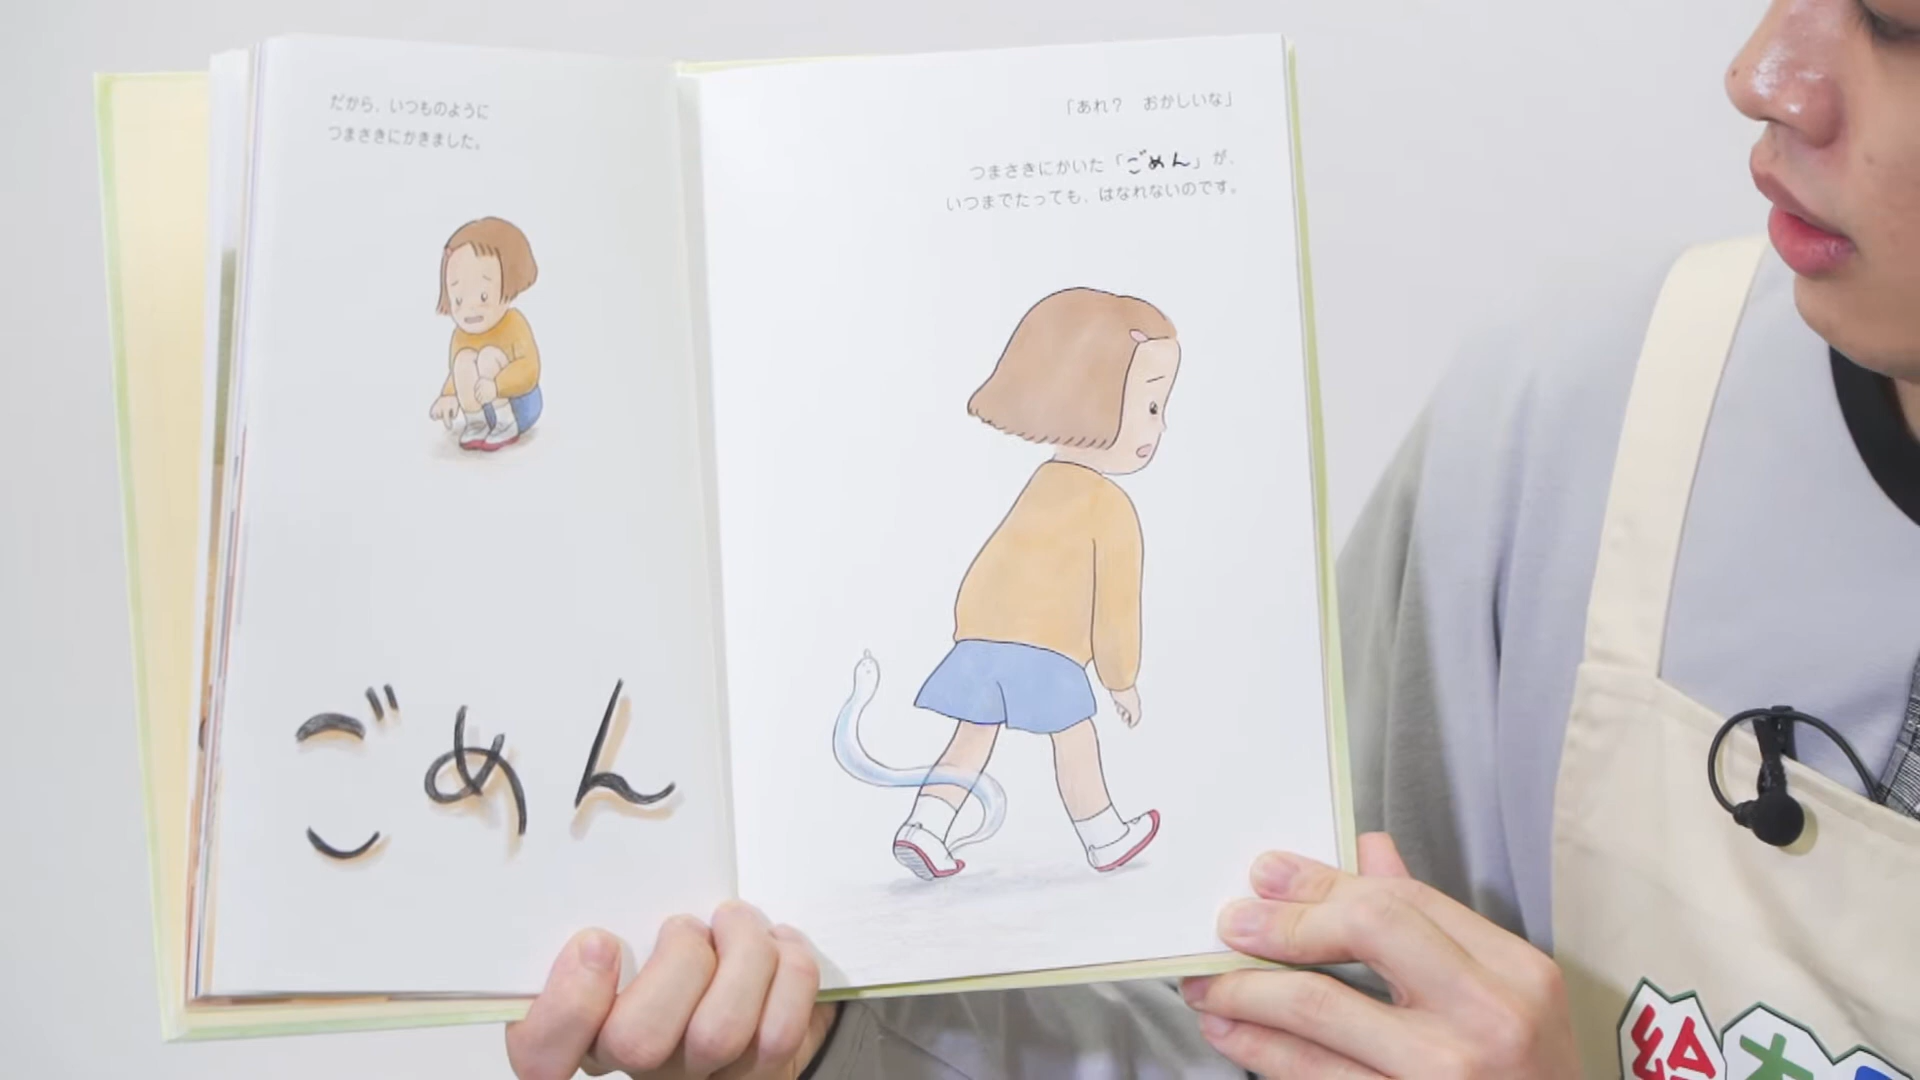 だから、いつものように
つまさきにかきました。
ごめん
「あれ？　おかしいな」
つまさきにかいた「ごめん」が、
いつまでたっても、はなれないのです。
絵本